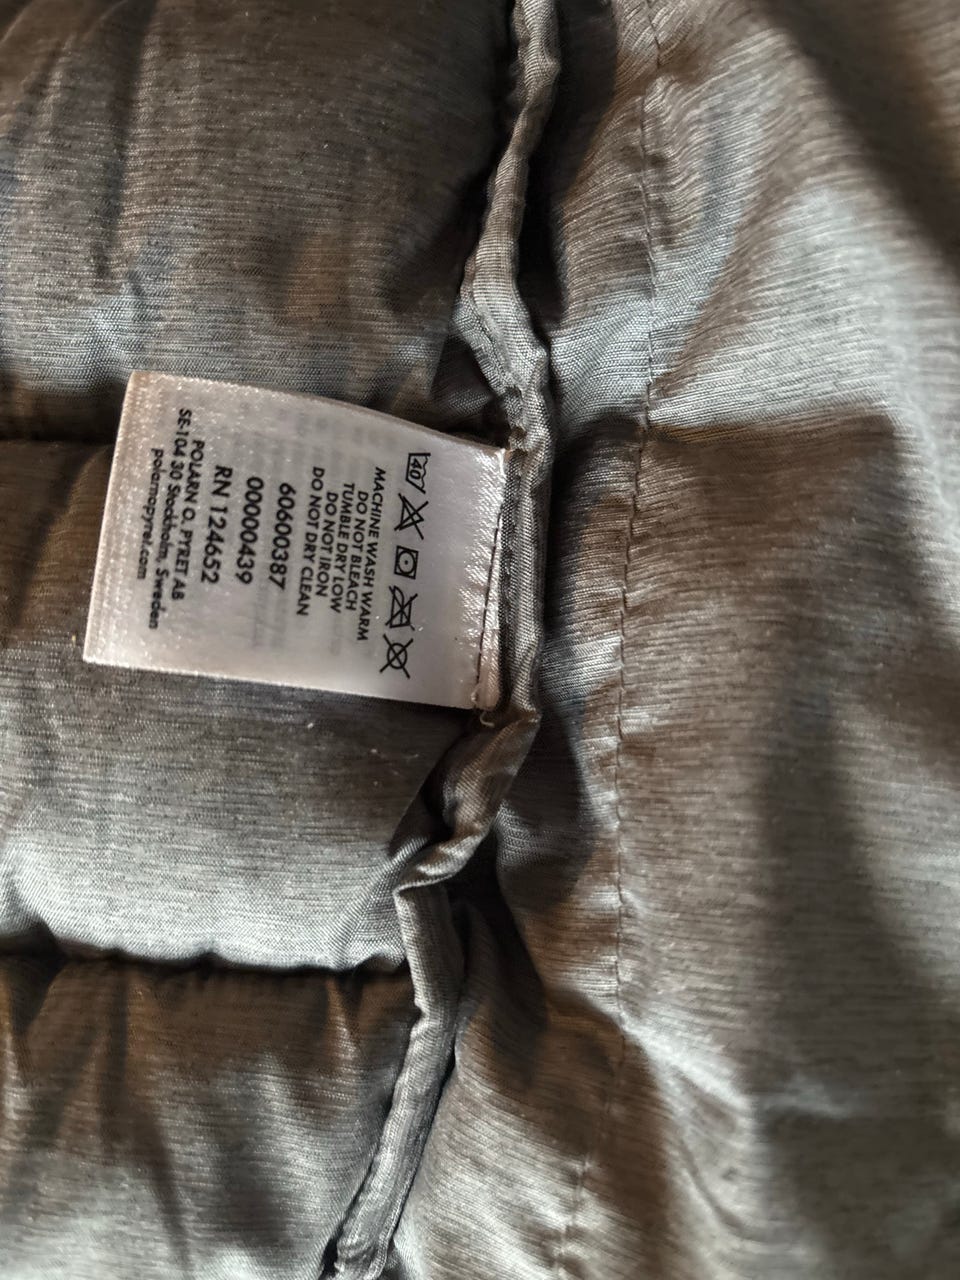 40
MACHINE WASH WARM
DO NOT BLEACH
TUMBLE DRY LOW
DO NOT IRON
DO NOT DRY CLEAN
60600387
00000439
RN 124652
POLARN O. PYRET AB
SE-104 30 Stockholm, Sweden
polarnopyret.com